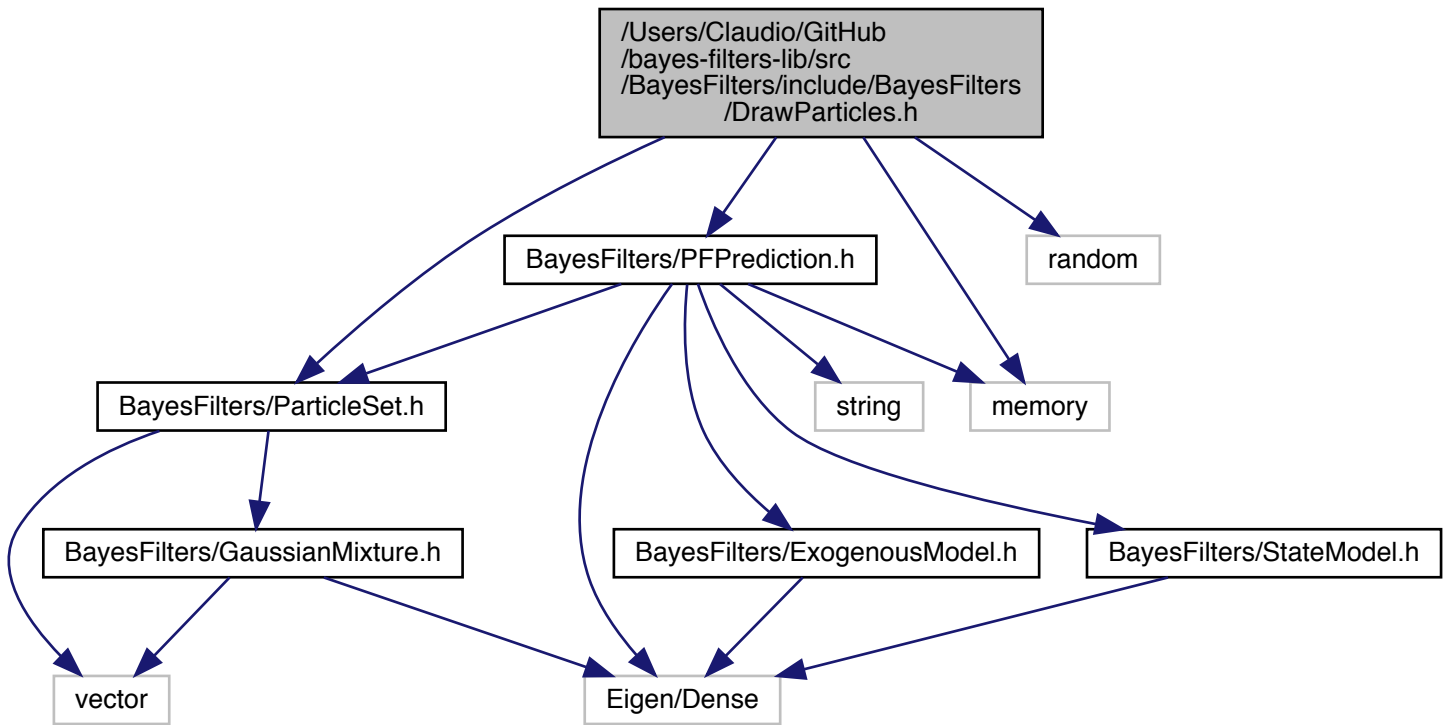 /Users/Claudio/GitHub
/bayes-filters-lib/src
/BayesFilters/include/BayesFilters
/DrawParticles.h
BayesFilters/PFPrediction.h
random
BayesFilters/ParticleSet.h
string
memory
BayesFilters/GaussianMixture.h
BayesFilters/ExogenousModel.h
BayesFilters/StateModel.h
vector
Eigen/Dense